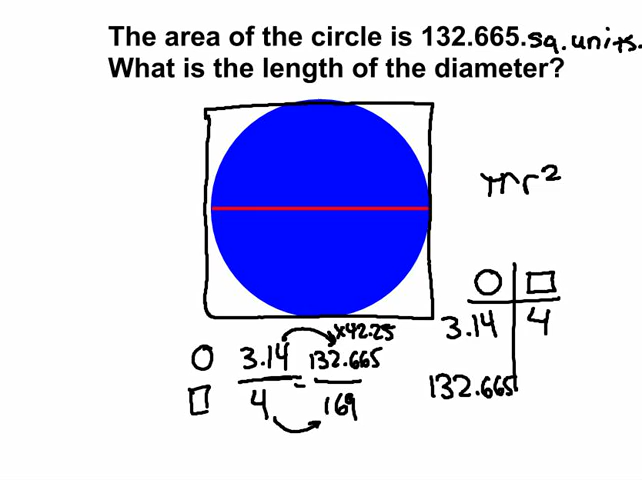 The area of the circle is 132.665.sq.units.
What is the length of the diameter?
πr²
3.14 4
132.665
×42.25
3.14 = 132.665
4 169